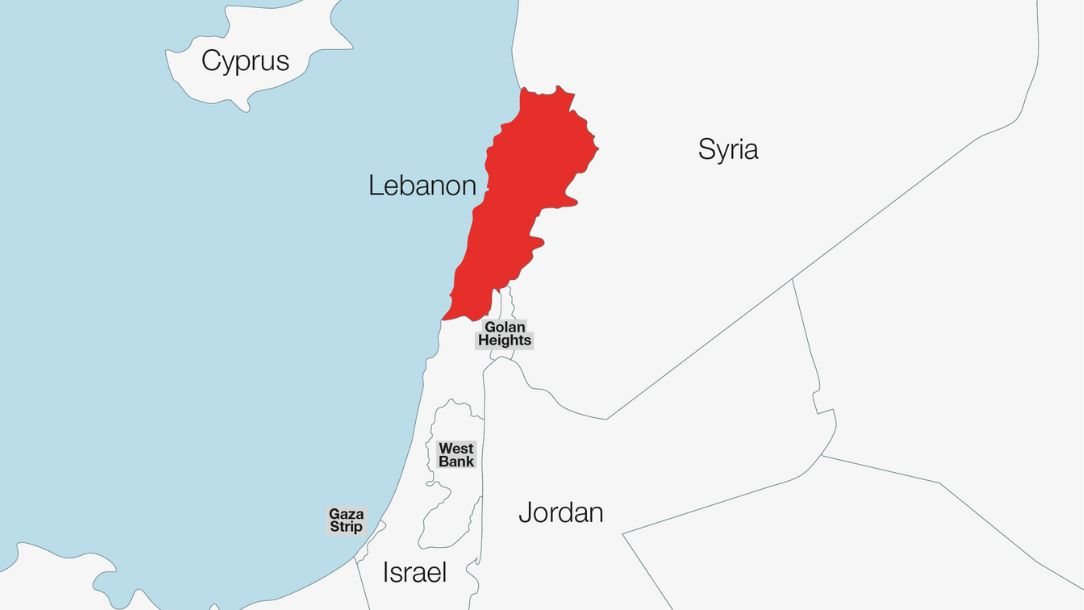 Cyprus
Syria
Lebanon
Golan
Heights
West
Bank
Gaza
Strip
Jordan
Israel